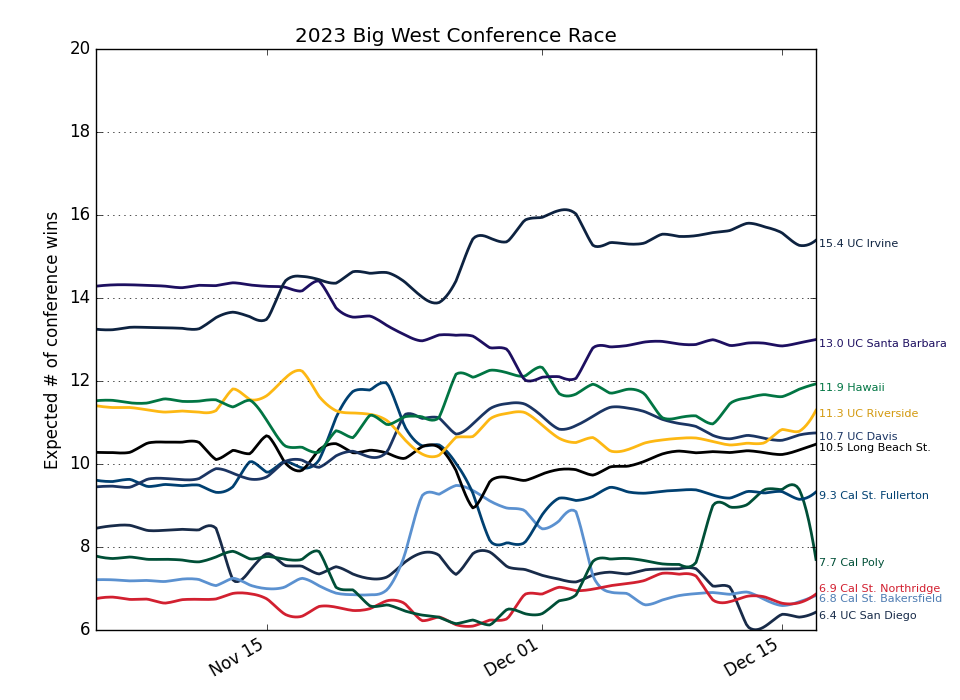 2023 Big West Conference Race
Expected # of conference wins
20
18
16
14
12
10
8
6
Nov 15
Dec 01
Dec 15
15.4 UC Irvine
13.0 UC Santa Barbara
11.9 Hawaii
11.3 UC Riverside
10.7 UC Davis
10.5 Long Beach St.
9.3 Cal St. Fullerton
7.7 Cal Poly
6.9 Cal St. Northridge
6.8 Cal St. Bakersfield
6.4 UC San Diego